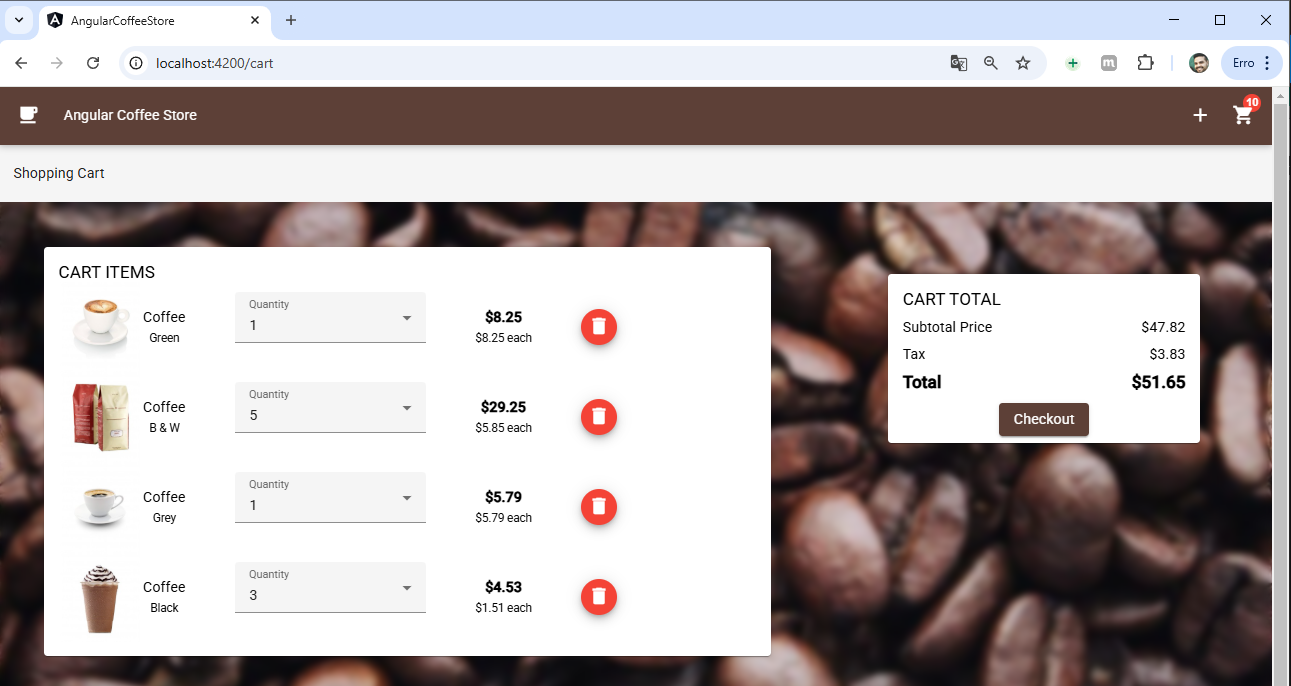 AngularCoffeeStore
localhost:4200/cart
Erro
Angular Coffee Store
10
Shopping Cart
CART ITEMS
Coffee
Green
Quantity
1
$8.25
$8.25 each
Coffee
B & W
Quantity
5
$29.25
$5.85 each
Coffee
Grey
Quantity
1
$5.79
$5.79 each
Coffee
Black
Quantity
3
$4.53
$1.51 each
CART TOTAL
Subtotal Price $47.82
Tax $3.83
Total $51.65
Checkout